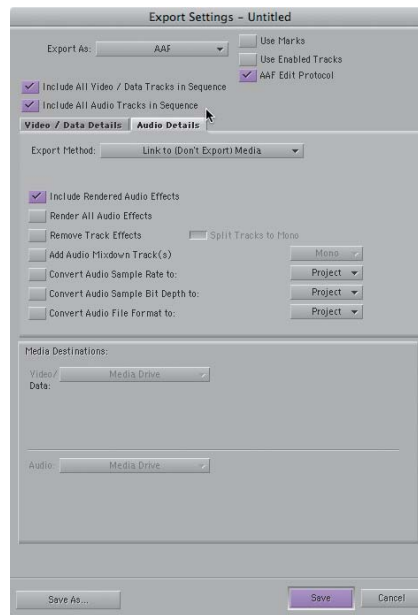 Export Settings – Untitled
Export As: AAF
Use Marks
Use Enabled Tracks
AAF Edit Protocol
Include All Video / Data Tracks in Sequence
Include All Audio Tracks in Sequence
Video / Data Details Audio Details
Export Method: Link to (Don't Export) Media
Include Rendered Audio Effects
Render All Audio Effects
Remove Track Effects Split Tracks to Mono
Add Audio Mixdown Track(s) Mono
Convert Audio Sample Rate to: Project
Convert Audio Sample Bit Depth to: Project
Convert Audio File Format to: Project
Media Destinations:
Video/ Media Drive
Data:
Audio: Media Drive
Save As... Save Cancel